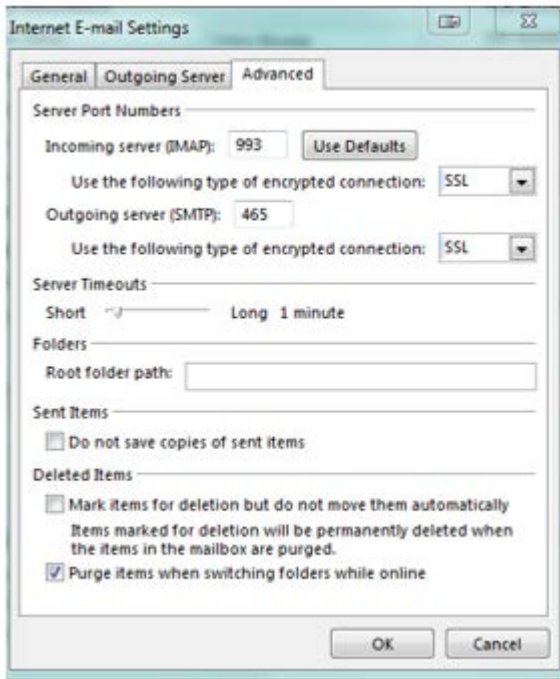 Internet E-mail Settings
General Outgoing Server Advanced
Server Port Numbers
Incoming server (IMAP): 993 Use Defaults
Use the following type of encrypted connection: SSL
Outgoing server (SMTP): 465
Use the following type of encrypted connection: SSL
Server Timeouts
Short Long 1 minute
Folders
Root folder path:
Sent Items
Do not save copies of sent items
Deleted Items
Mark items for deletion but do not move them automatically
Items marked for deletion will be permanently deleted when
the items in the mailbox are purged.
Purge items when switching folders while online
OK Cancel